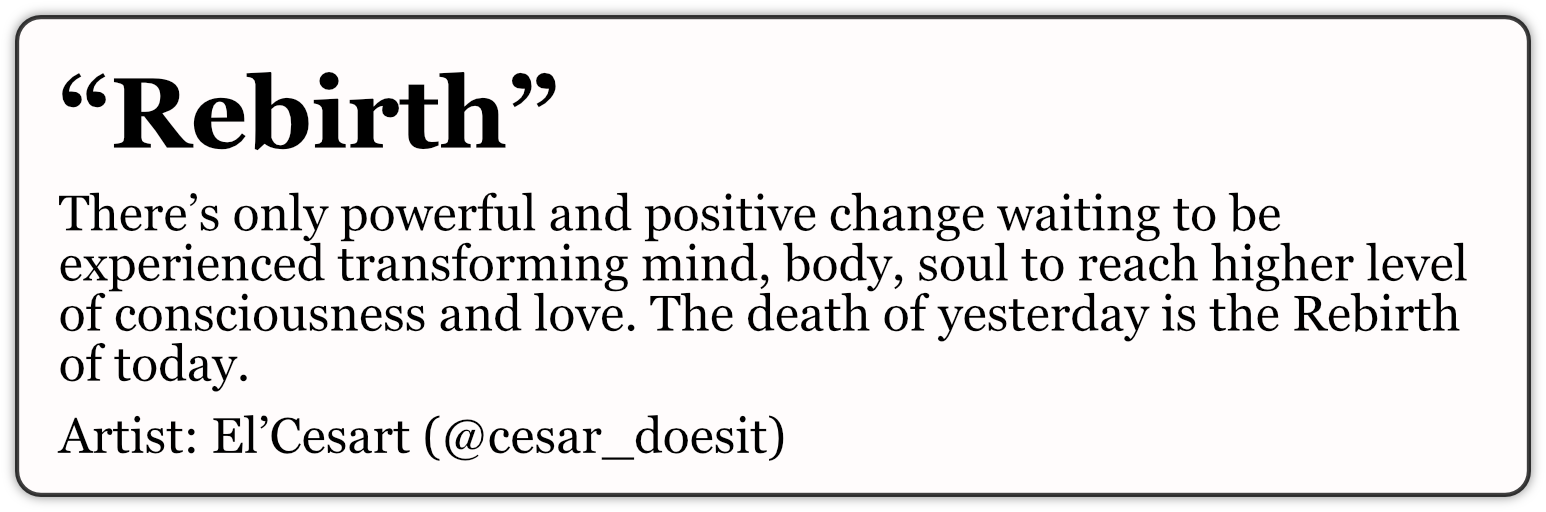 “Rebirth”
There’s only powerful and positive change waiting to be
experienced transforming mind, body, soul to reach higher level
of consciousness and love. The death of yesterday is the Rebirth
of today.
Artist: El’Cesart (@cesar_doesit)